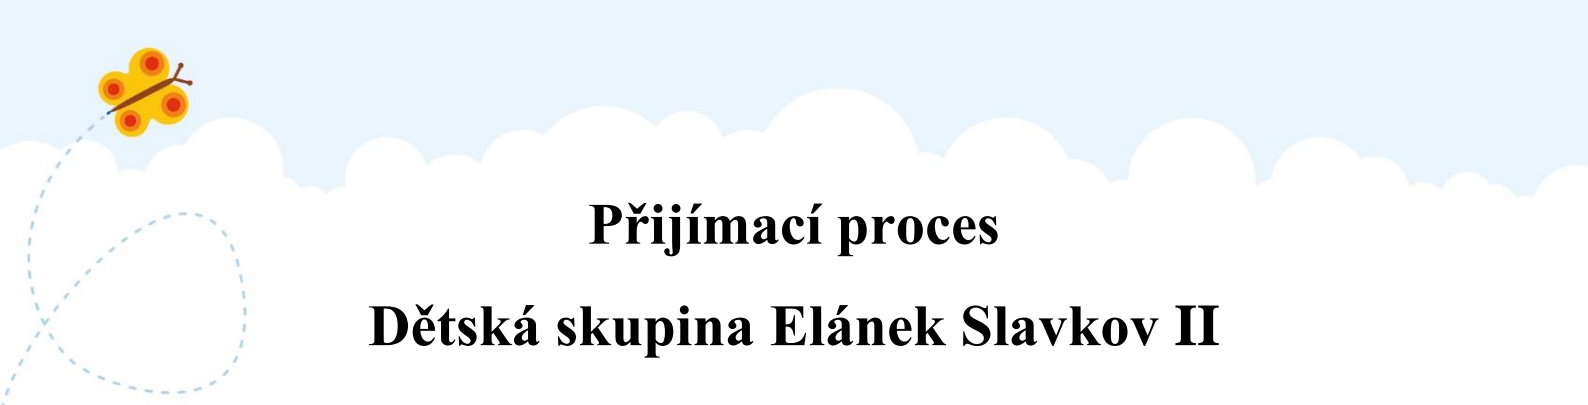 Přijímací proces
Dětská skupina Elánek Slavkov II